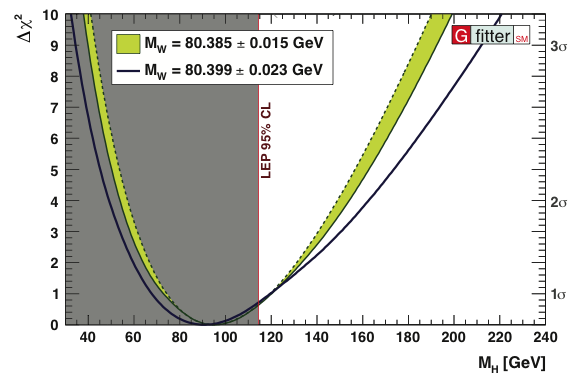 Δχ²
10
9
8
7
6
5
4
3
2
1
0
M_W = 80.385 ± 0.015 GeV
M_W = 80.399 ± 0.023 GeV
LEP 95% CL
G fitter SM
3σ
2σ
1σ
40 60 80 100 120 140 160 180 200 220 240
M_H [GeV]